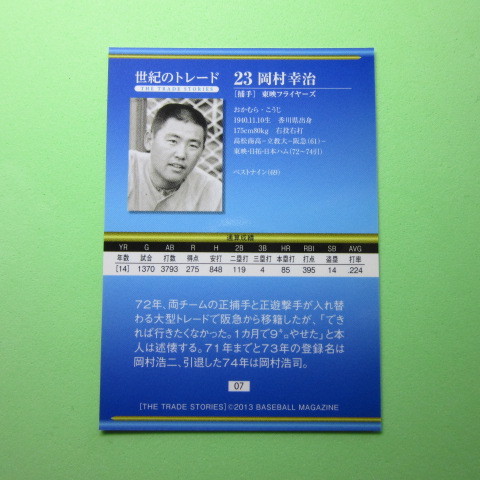 世紀のトレード
THE TRADE STORIES
23 岡村幸治
[捕手] 東映フライヤーズ
おかむら・こうじ
1940.11.10生 香川県出身
175cm80kg 右投右打
高松商高-立教大-阪急(61)-
東映・日拓・日本ハム(72~74引)
ベストナイン(69)
通算成績
YR G AB R H 2B 3B HR RBI SB AVG
年数 試合 打数 得点 安打 二塁打 三塁打 本塁打 打点 盗塁 打率
[14] 1370 3793 275 848 119 4 85 395 14 .224
72年、両チームの正捕手と正遊撃手が入れ替
わる大型トレードで阪急から移籍したが、「でき
れば行きたくなかった。1カ月で9㌔やせた」と本
人は述懐する。71年までと73年の登録名は
岡村浩二、引退した74年は岡村浩司。
07
[THE TRADE STORIES]©2013 BASEBALL MAGAZINE